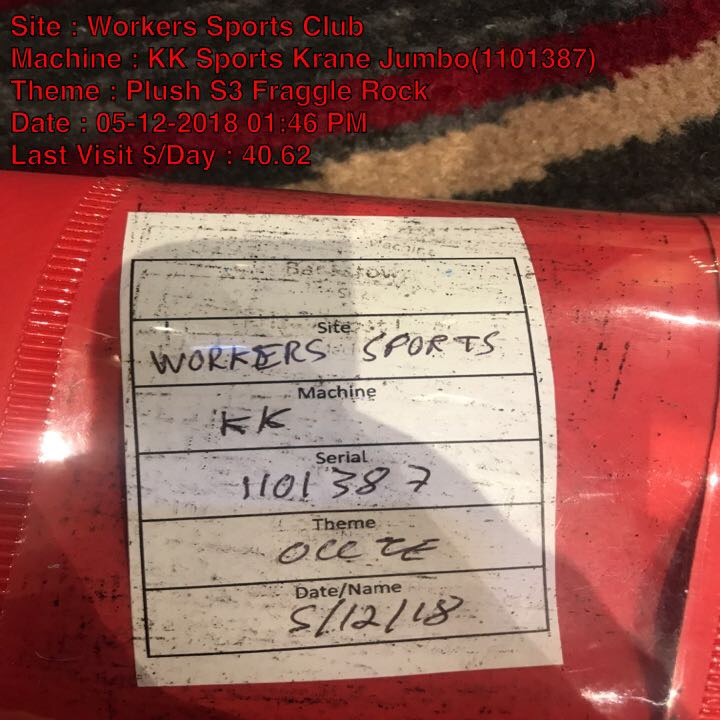 Site : Workers Sports Club
Machine : KK Sports Krane Jumbo(1101387)
Theme : Plush S3 Fraggle Rock
Date : 05-12-2018 01:46 PM
Last Visit $/Day : 40.62
Machine
Site
WORKERS SPORTS
Machine
KK
Serial
1101387
Theme
Date/Name
5/12/18